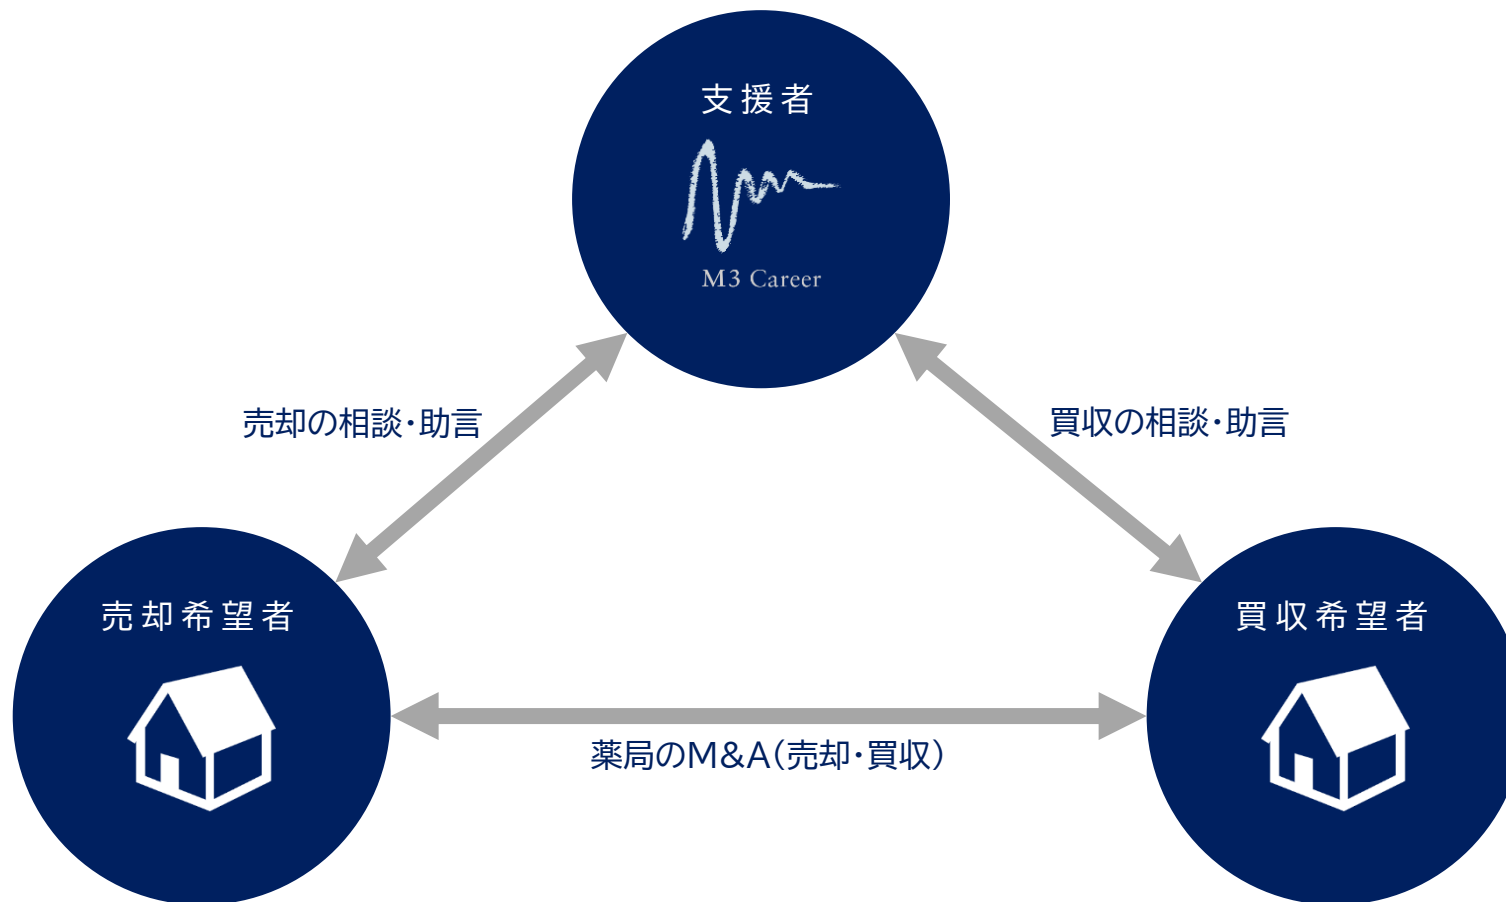 支援者
M3 Career
売却の相談・助言
買収の相談・助言
売却希望者
買収希望者
薬局のM&A(売却・買収)